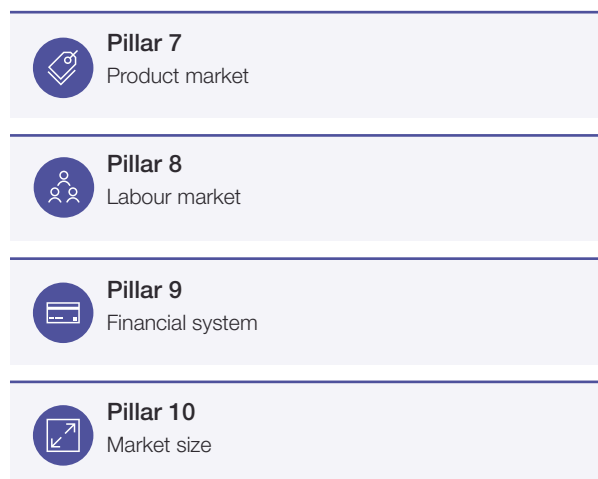 Pillar 7
Product market
Pillar 8
Labour market
Pillar 9
Financial system
Pillar 10
Market size